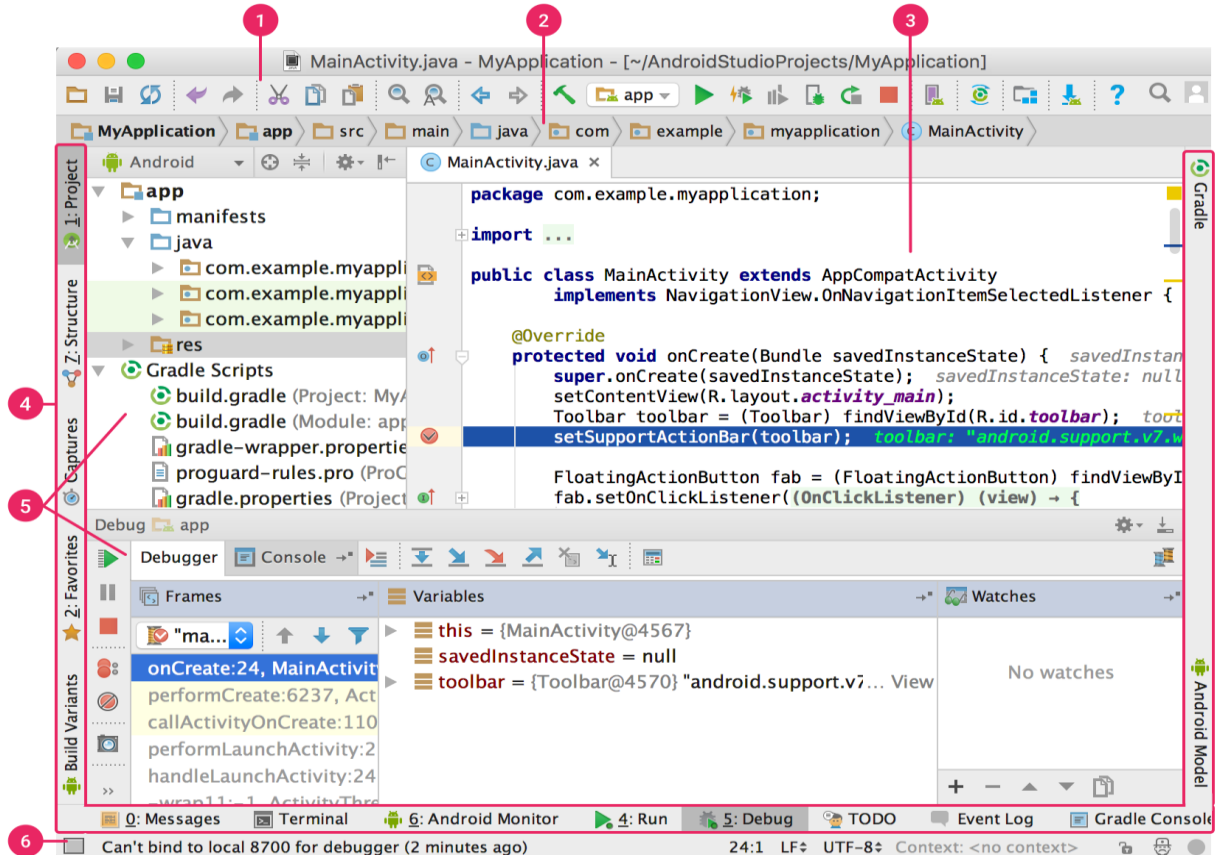 1
2
3
MainActivity.java - MyApplication - [~/AndroidStudioProjects/MyApplication]
app
?
MyApplication
app
src
main
java
com
example
myapplication
C MainActivity
1: Project
Z: Structure
Captures
2: Favorites
Build Variants
4
5
Android
app
manifests
java
com.example.myappli
com.example.myappli
com.example.myappli
res
Gradle Scripts
build.gradle (Project: MyA
build.gradle (Module: app
gradle-wrapper.propertie
proguard-rules.pro (ProC
gradle.properties (Project
C MainActivity.java ×
package com.example.myapplication;
import ...
public class MainActivity extends AppCompatActivity
implements NavigationView.OnNavigationItemSelectedListener {
@Override
protected void onCreate(Bundle savedInstanceState) { savedInstan
super.onCreate(savedInstanceState); savedInstanceState: null
setContentView(R.layout.activity_main);
Toolbar toolbar = (Toolbar) findViewById(R.id.toolbar); tool
setSupportActionBar(toolbar); toolbar: "android.support.v7.w
FloatingActionButton fab = (FloatingActionButton) findViewByI
fab.setOnClickListener((OnClickListener) (view) → {
Gradle
Android Model
Debug app
Debugger
Console
Frames
Variables
Watches
"ma...
onCreate:24, MainActivit
performCreate:6237, Act
callActivityOnCreate:110
performLaunchActivity:2
handleLaunchActivity:24
-wrap11:-1, ActivityThre
this = {MainActivity@4567}
savedInstanceState = null
toolbar = {Toolbar@4570} "android.support.v7... View
No watches
0: Messages
Terminal
6: Android Monitor
4: Run
5: Debug
TODO
Event Log
Gradle Console
6
Can't bind to local 8700 for debugger (2 minutes ago)
24:1 LF÷ UTF-8÷ Context: <no context>